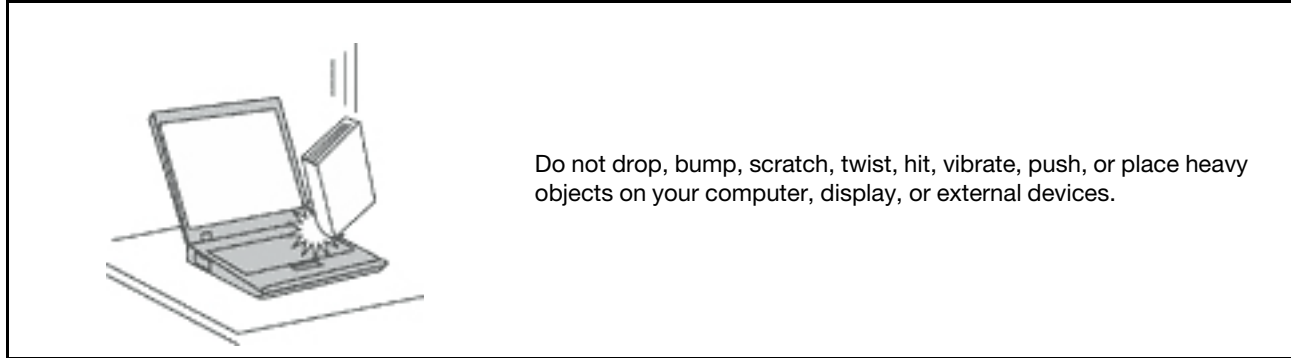 Do not drop, bump, scratch, twist, hit, vibrate, push, or place heavy
objects on your computer, display, or external devices.